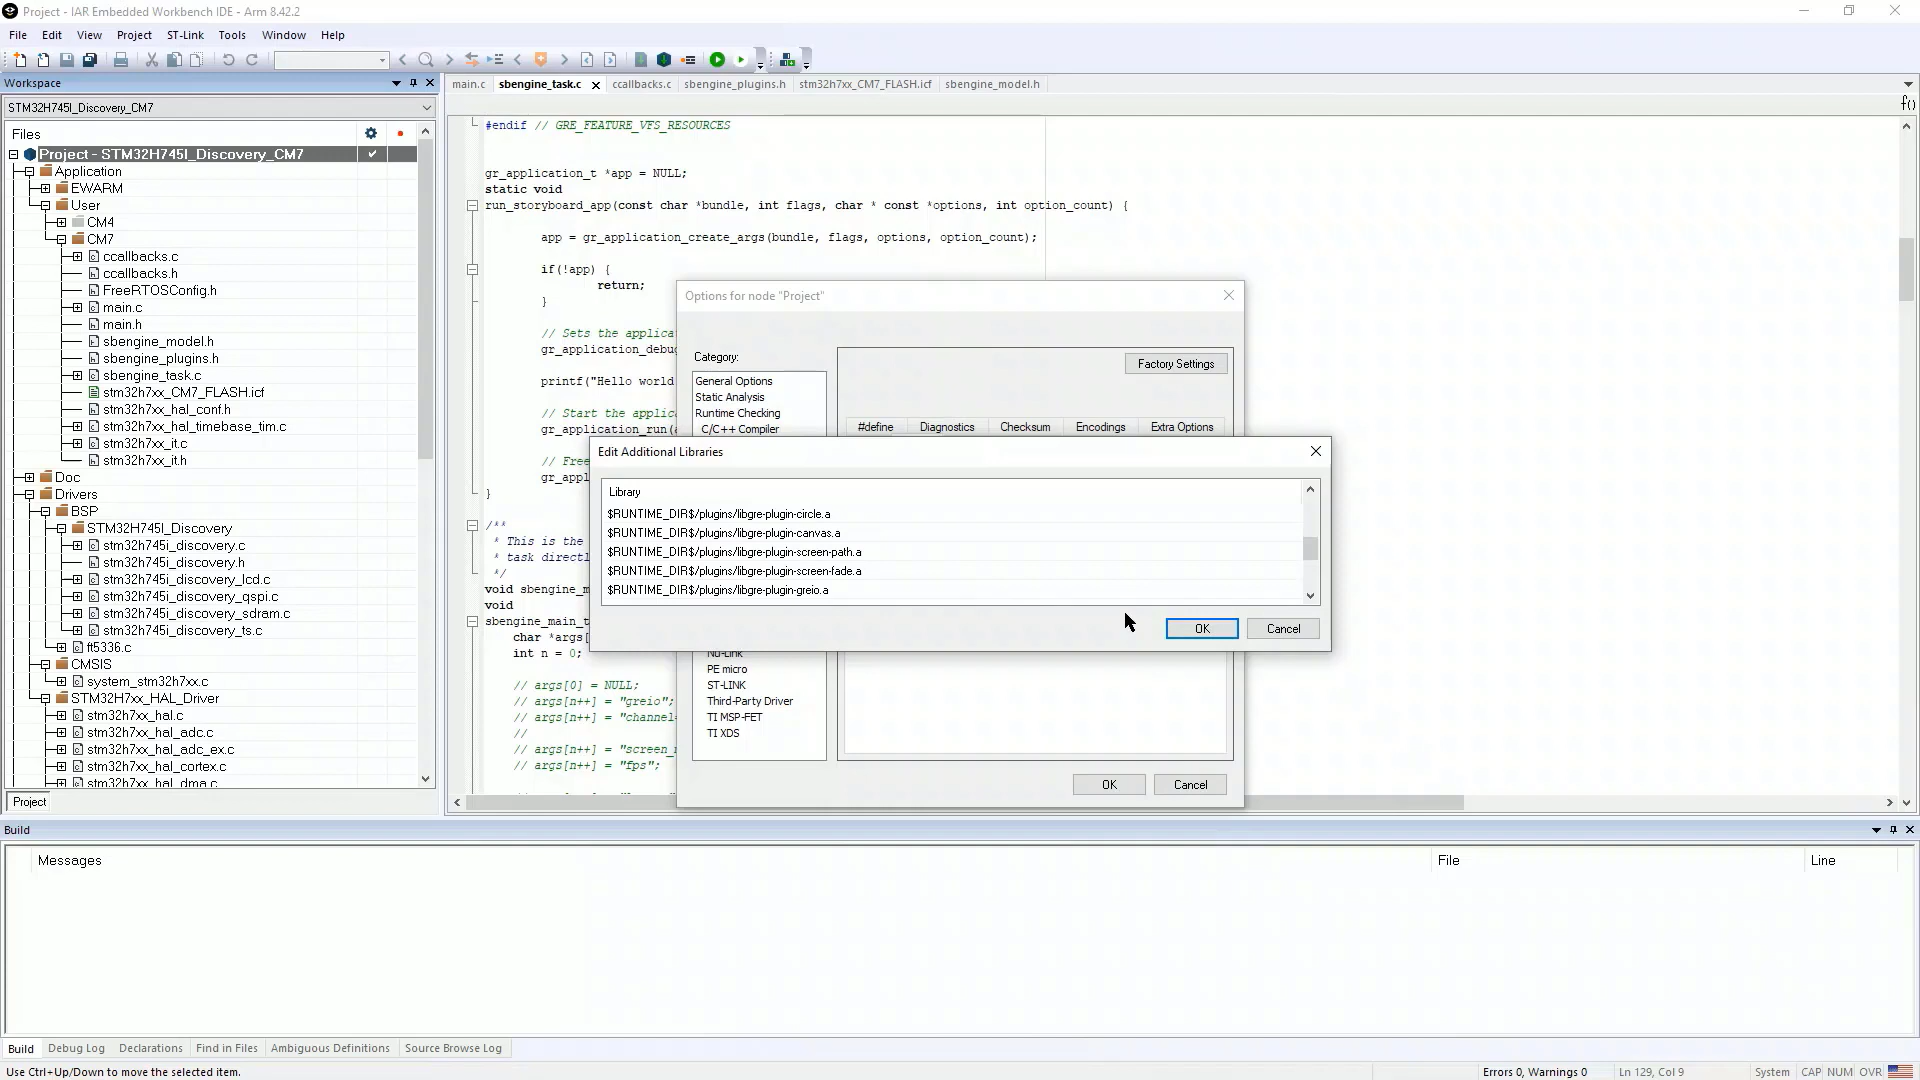 Project - IAR Embedded Workbench IDE - Arm 8.42.2
File Edit View Project ST-Link Tools Window Help
Workspace
STM32H745I_Discovery_CM7
Files
Project - STM32H745I_Discovery_CM7
Application
EWARM
User
CM4
CM7
ccallbacks.c
ccallbacks.h
FreeRTOSConfig.h
main.c
main.h
sbengine_model.h
sbengine_plugins.h
sbengine_task.c
stm32h7xx_CM7_FLASH.icf
stm32h7xx_hal_conf.h
stm32h7xx_hal_timebase_tim.c
stm32h7xx_it.c
stm32h7xx_it.h
Doc
Drivers
BSP
STM32H745I_Discovery
stm32h745i_discovery.c
stm32h745i_discovery.h
stm32h745i_discovery_lcd.c
stm32h745i_discovery_qspi.c
stm32h745i_discovery_sdram.c
stm32h745i_discovery_ts.c
ft5336.c
CMSIS
system_stm32h7xx.c
STM32H7xx_HAL_Driver
stm32h7xx_hal.c
stm32h7xx_hal_adc.c
stm32h7xx_hal_adc_ex.c
stm32h7xx_hal_cortex.c
stm32h7xx_hal_dma.c
Project
main.c sbengine_task.c ccallbacks.c sbengine_plugins.h stm32h7xx_CM7_FLASH.icf sbengine_model.h
f()
#endif // GRE_FEATURE_VFS_RESOURCES
gr_application_t *app = NULL;
static void
run_storyboard_app(const char *bundle, int flags, char * const *options, int option_count) {
app = gr_application_create_args(bundle, flags, options, option_count);
if(!app) {
return;
}
// Sets the applica
gr_application_debug
printf("Hello world
// Start the applic
gr_application_run(
// Free
gr_appl
}
/**
* This is the
* task directl
*/
void sbengine_m
void
sbengine_main_t
char *args[
int n = 0;
// args[0] = NULL;
// args[n++] = "greio";
// args[n++] = "channel
//
// args[n++] = "screen_
// args[n++] = "fps";
Options for node "Project"
Category:
General Options
Static Analysis
Runtime Checking
C/C++ Compiler
Factory Settings
#define Diagnostics Checksum Encodings Extra Options
Edit Additional Libraries
Library
$RUNTIME_DIR$/plugins/libgre-plugin-circle.a
$RUNTIME_DIR$/plugins/libgre-plugin-canvas.a
$RUNTIME_DIR$/plugins/libgre-plugin-screen-path.a
$RUNTIME_DIR$/plugins/libgre-plugin-screen-fade.a
$RUNTIME_DIR$/plugins/libgre-plugin-greio.a
OK Cancel
Nu-Link
PE micro
ST-LINK
Third-Party Driver
TI MSP-FET
TI XDS
OK Cancel
Build
Messages File Line
Build Debug Log Declarations Find in Files Ambiguous Definitions Source Browse Log
Use Ctrl+Up/Down to move the selected item.
Errors 0, Warnings 0 Ln 129, Col 9 System CAP NUM OVR